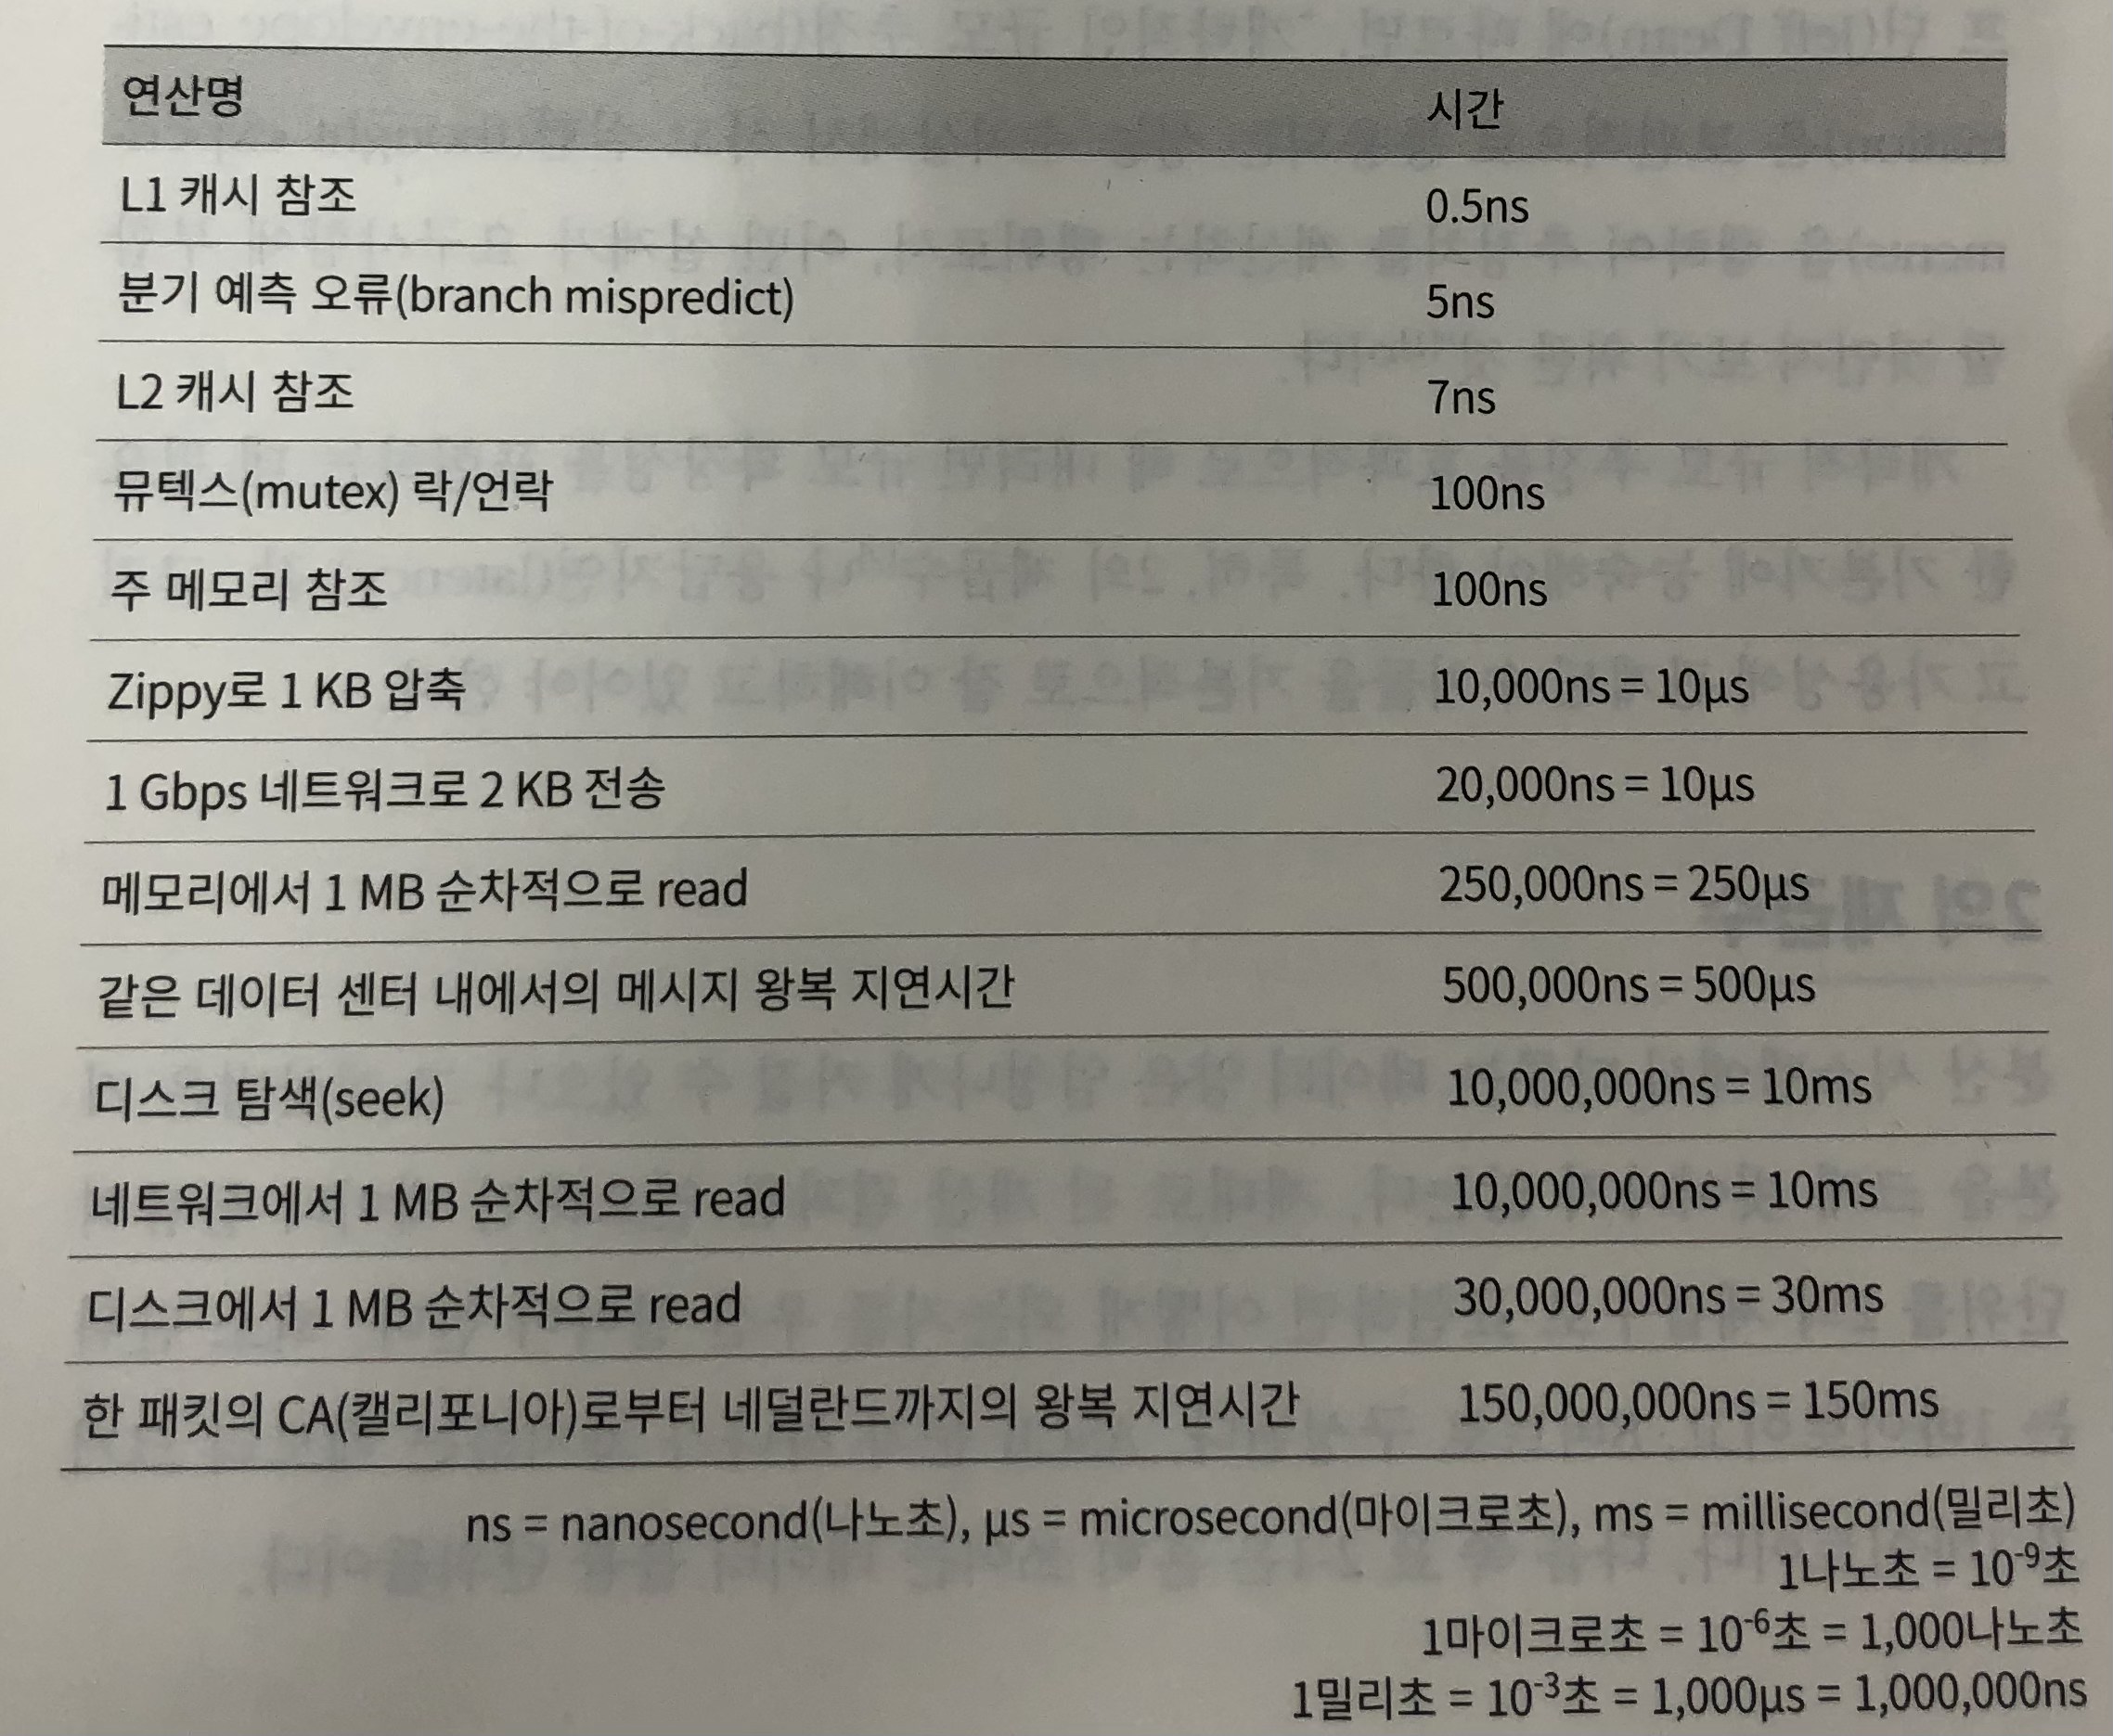 연산명 시간
L1 캐시 참조 0.5ns
분기 예측 오류(branch mispredict) 5ns
L2 캐시 참조 7ns
뮤텍스(mutex) 락/언락 100ns
주 메모리 참조 100ns
Zippy로 1 KB 압축 10,000ns = 10μs
1 Gbps 네트워크로 2 KB 전송 20,000ns = 10μs
메모리에서 1 MB 순차적으로 read 250,000ns = 250μs
같은 데이터 센터 내에서의 메시지 왕복 지연시간 500,000ns = 500μs
디스크 탐색(seek) 10,000,000ns = 10ms
네트워크에서 1 MB 순차적으로 read 10,000,000ns = 10ms
디스크에서 1 MB 순차적으로 read 30,000,000ns = 30ms
한 패킷의 CA(캘리포니아)로부터 네덜란드까지의 왕복 지연시간 150,000,000ns = 150ms
ns = nanosecond(나노초), μs = microsecond(마이크로초), ms = millisecond(밀리초)
1나노초 = 10⁻⁹초
1마이크로초 = 10⁻⁶초 = 1,000나노초
1밀리초 = 10⁻³초 = 1,000μs = 1,000,000ns